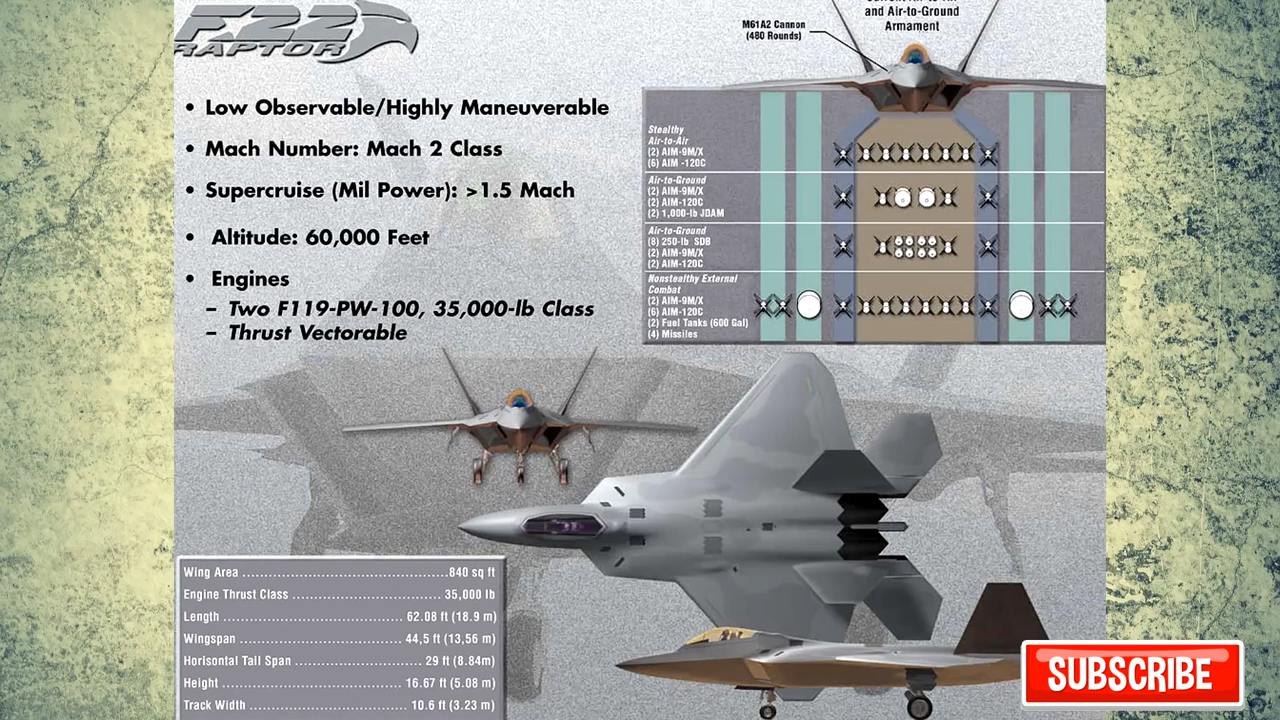 F22
RAPTOR
• Low Observable/Highly Maneuverable
• Mach Number: Mach 2 Class
• Supercruise (Mil Power): >1.5 Mach
• Altitude: 60,000 Feet
• Engines
– Two F119-PW-100, 35,000-lb Class
– Thrust Vectorable
and Air-to-Ground
Armament
M61A2 Cannon
(480 Rounds)
Stealthy
Air-to-Air
(2) AIM-9M/X
(6) AIM -120C
Air-to-Ground
(2) AIM-9M/X
(2) AIM-120C
(2) 1,000-lb JDAM
Air-to-Ground
(8) 250-lb SDB
(2) AIM-9M/X
(2) AIM-120C
Nonstealthy External
Combat
(2) AIM-9M/X
(6) AIM-120C
(2) Fuel Tanks (600 Gal)
(4) Missiles
Wing Area ........ 840 sq ft
Engine Thrust Class ........ 35,000 lb
Length ........ 62.08 ft (18.9 m)
Wingspan ........ 44,5 ft (13,56 m)
Horisontal Tail Span ........ 29 ft (8.84m)
Height ........ 16.67 ft (5.08 m)
Track Width ........ 10.6 ft (3.23 m)
SUBSCRIBE